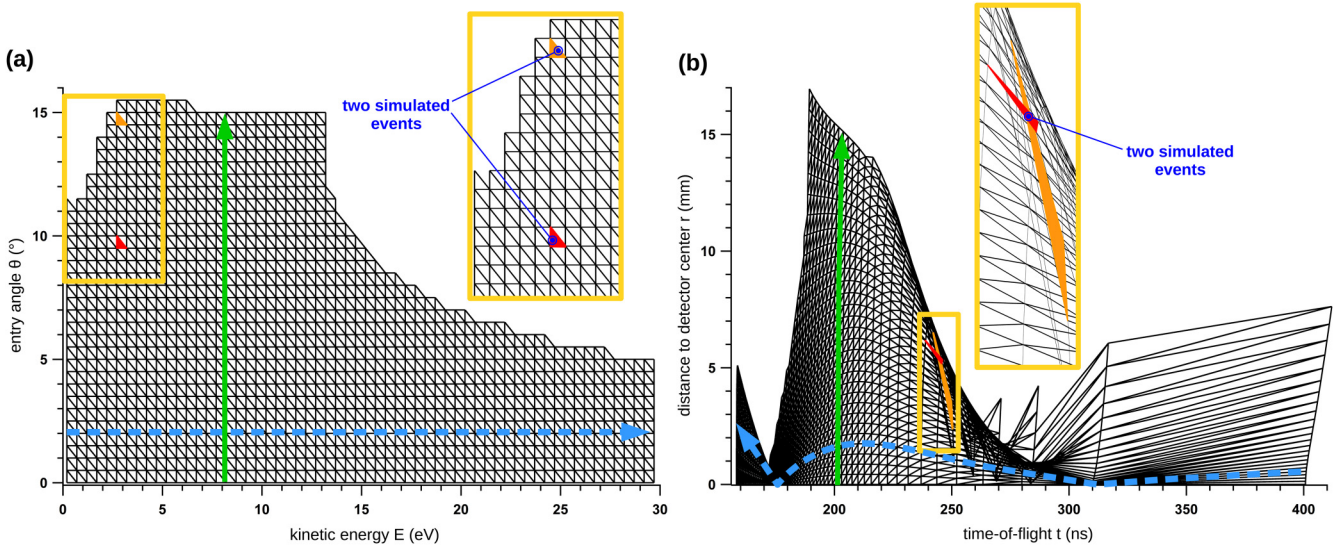 (a)
two simulated
events
entry angle θ (°)
15
10
5
0
0
5
10
15
20
25
30
kinetic energy E (eV)
(b)
two simulated
events
distance to detector center r (mm)
15
10
5
0
200
250
300
350
400
time-of-flight t (ns)